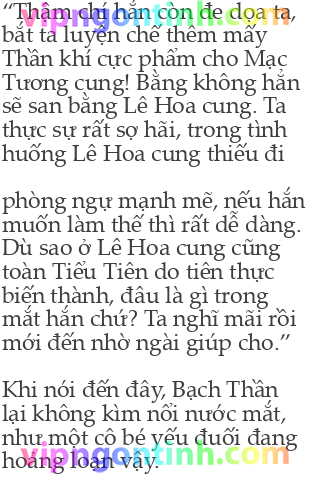 vipngontinh.com
“Thậm chí hắn còn đe dọa ta,
bắt ta luyện chế thêm mấy
Thần khí cực phẩm cho Mạc
Tương cung! Bằng không hắn
sẽ san bằng Lê Hoa cung. Ta
thực sự rất sợ hãi, trong tình
huống Lê Hoa cung thiếu đi
phòng ngự mạnh mẽ, nếu hắn
muốn làm thế thì rất dễ dàng.
Dù sao ở Lê Hoa cung cũng
toàn Tiểu Tiên do tiên thực
biến thành, đâu là gì trong
mắt hắn chứ? Ta nghĩ mãi rồi
mới đến nhờ ngài giúp cho.”
Khi nói đến đây, Bạch Thần
lại không kìm nổi nước mắt,
như một cô bé yếu đuối đang
hoảng loạn vậy.
vipngontinh.com